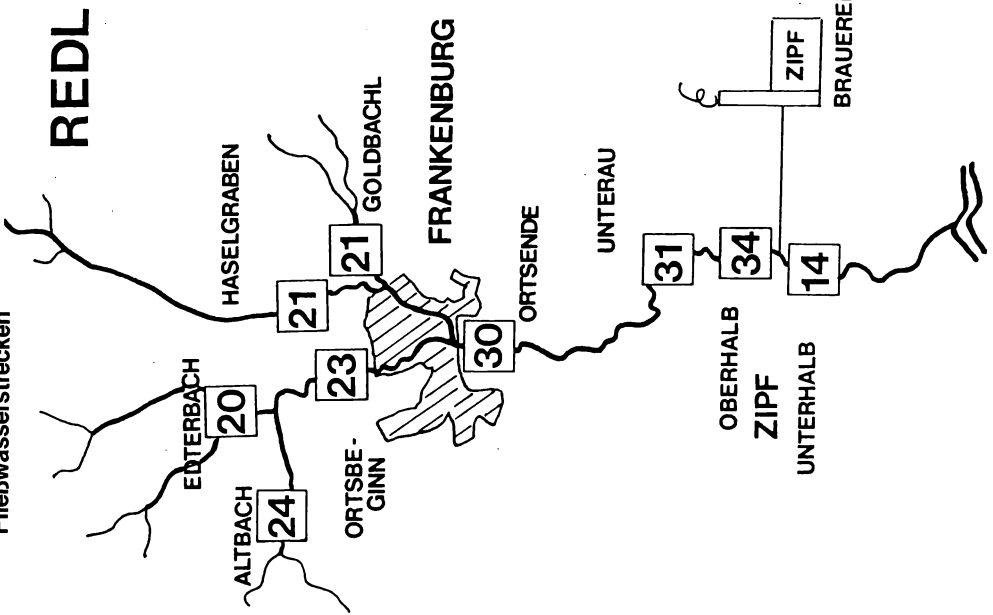 Fließwasserstrecken
REDL
HASELGRABEN
GOLDBACHL
FRANKENBURG
21
21
EDTERBACH
20
23
ALTBACH
24
ORTSBE-
GINN
30
ORTSENDE
UNTERAU
31
34
14
OBERHALB
ZIPF
UNTERHALB
ZIPF